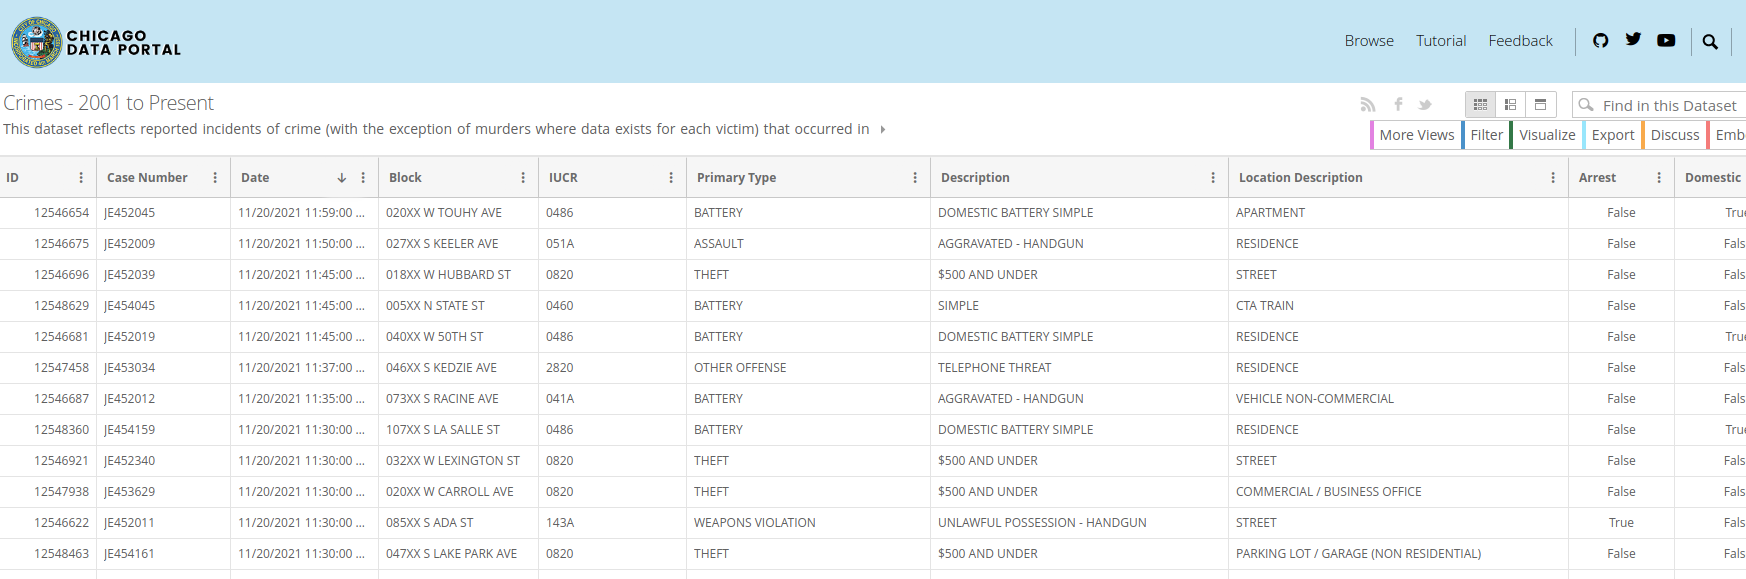 CHICAGO
DATA PORTAL
Browse Tutorial Feedback
Crimes - 2001 to Present
Find in this Dataset
This dataset reflects reported incidents of crime (with the exception of murders where data exists for each victim) that occurred in
More Views Filter Visualize Export Discuss Emb
ID Case Number Date Block IUCR Primary Type Description Location Description Arrest Domestic
12546654 JE452045 11/20/2021 11:59:00 ... 020XX W TOUHY AVE 0486 BATTERY DOMESTIC BATTERY SIMPLE APARTMENT False True
12546675 JE452009 11/20/2021 11:50:00 ... 027XX S KEELER AVE 051A ASSAULT AGGRAVATED - HANDGUN RESIDENCE False Fals
12546696 JE452039 11/20/2021 11:45:00 ... 018XX W HUBBARD ST 0820 THEFT $500 AND UNDER STREET False Fals
12548629 JE454045 11/20/2021 11:45:00 ... 005XX N STATE ST 0460 BATTERY SIMPLE CTA TRAIN False Fals
12546681 JE452019 11/20/2021 11:45:00 ... 040XX W 50TH ST 0486 BATTERY DOMESTIC BATTERY SIMPLE RESIDENCE False True
12547458 JE453034 11/20/2021 11:37:00 ... 046XX S KEDZIE AVE 2820 OTHER OFFENSE TELEPHONE THREAT RESIDENCE False Fals
12546687 JE452012 11/20/2021 11:35:00 ... 073XX S RACINE AVE 041A BATTERY AGGRAVATED - HANDGUN VEHICLE NON-COMMERCIAL False Fals
12548360 JE454159 11/20/2021 11:30:00 ... 107XX S LA SALLE ST 0486 BATTERY DOMESTIC BATTERY SIMPLE RESIDENCE False True
12546921 JE452340 11/20/2021 11:30:00 ... 032XX W LEXINGTON ST 0820 THEFT $500 AND UNDER STREET False Fals
12547938 JE453629 11/20/2021 11:30:00 ... 020XX W CARROLL AVE 0820 THEFT $500 AND UNDER COMMERCIAL / BUSINESS OFFICE False Fals
12546622 JE452011 11/20/2021 11:30:00 ... 085XX S ADA ST 143A WEAPONS VIOLATION UNLAWFUL POSSESSION - HANDGUN STREET True Fals
12548463 JE454161 11/20/2021 11:30:00 ... 047XX S LAKE PARK AVE 0820 THEFT $500 AND UNDER PARKING LOT / GARAGE (NON RESIDENTIAL) False Fals